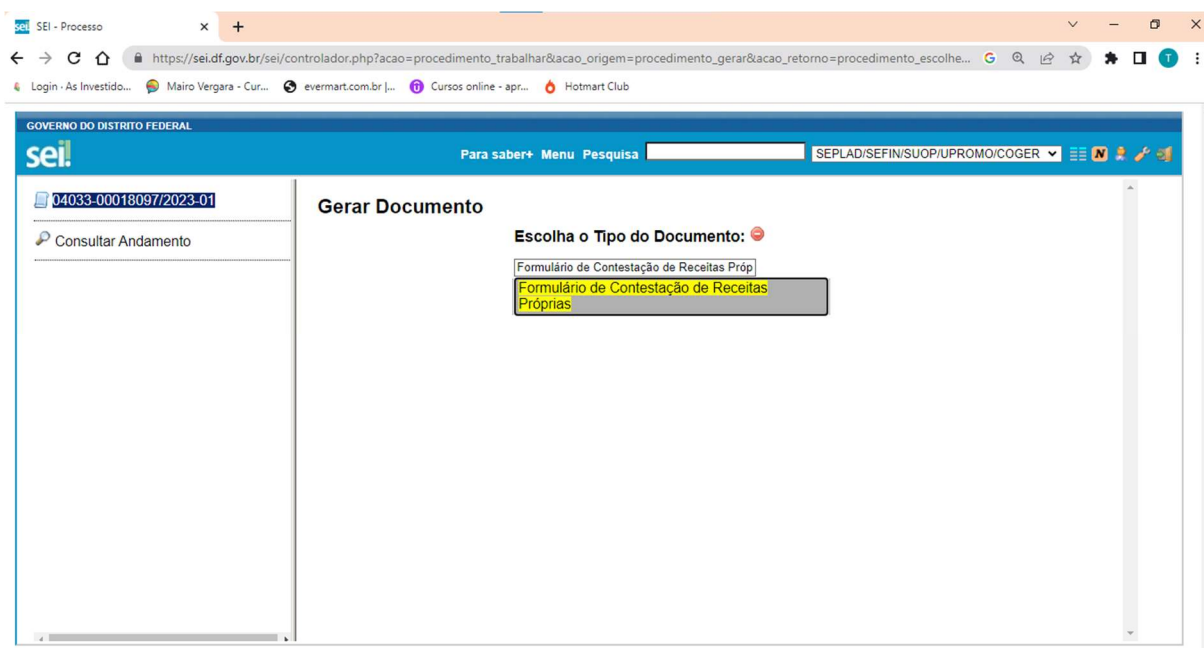 SEI - Processo
https://sei.df.gov.br/sei/controlador.php?acao=procedimento_trabalhar&acao_origem=procedimento_gerar&acao_retorno=procedimento_escolhe...
T
Login · As Investido...
Mairo Vergara - Cur...
evermart.com.br |...
Cursos online - apr...
Hotmart Club
GOVERNO DO DISTRITO FEDERAL
sei!
Para saber+ Menu Pesquisa
SEPLAD/SEFIN/SUOP/UPROMO/COGER
N
04033-00018097/2023-01
Consultar Andamento
Gerar Documento
Escolha o Tipo do Documento:
Formulário de Contestação de Receitas Próp
Formulário de Contestação de Receitas
Próprias